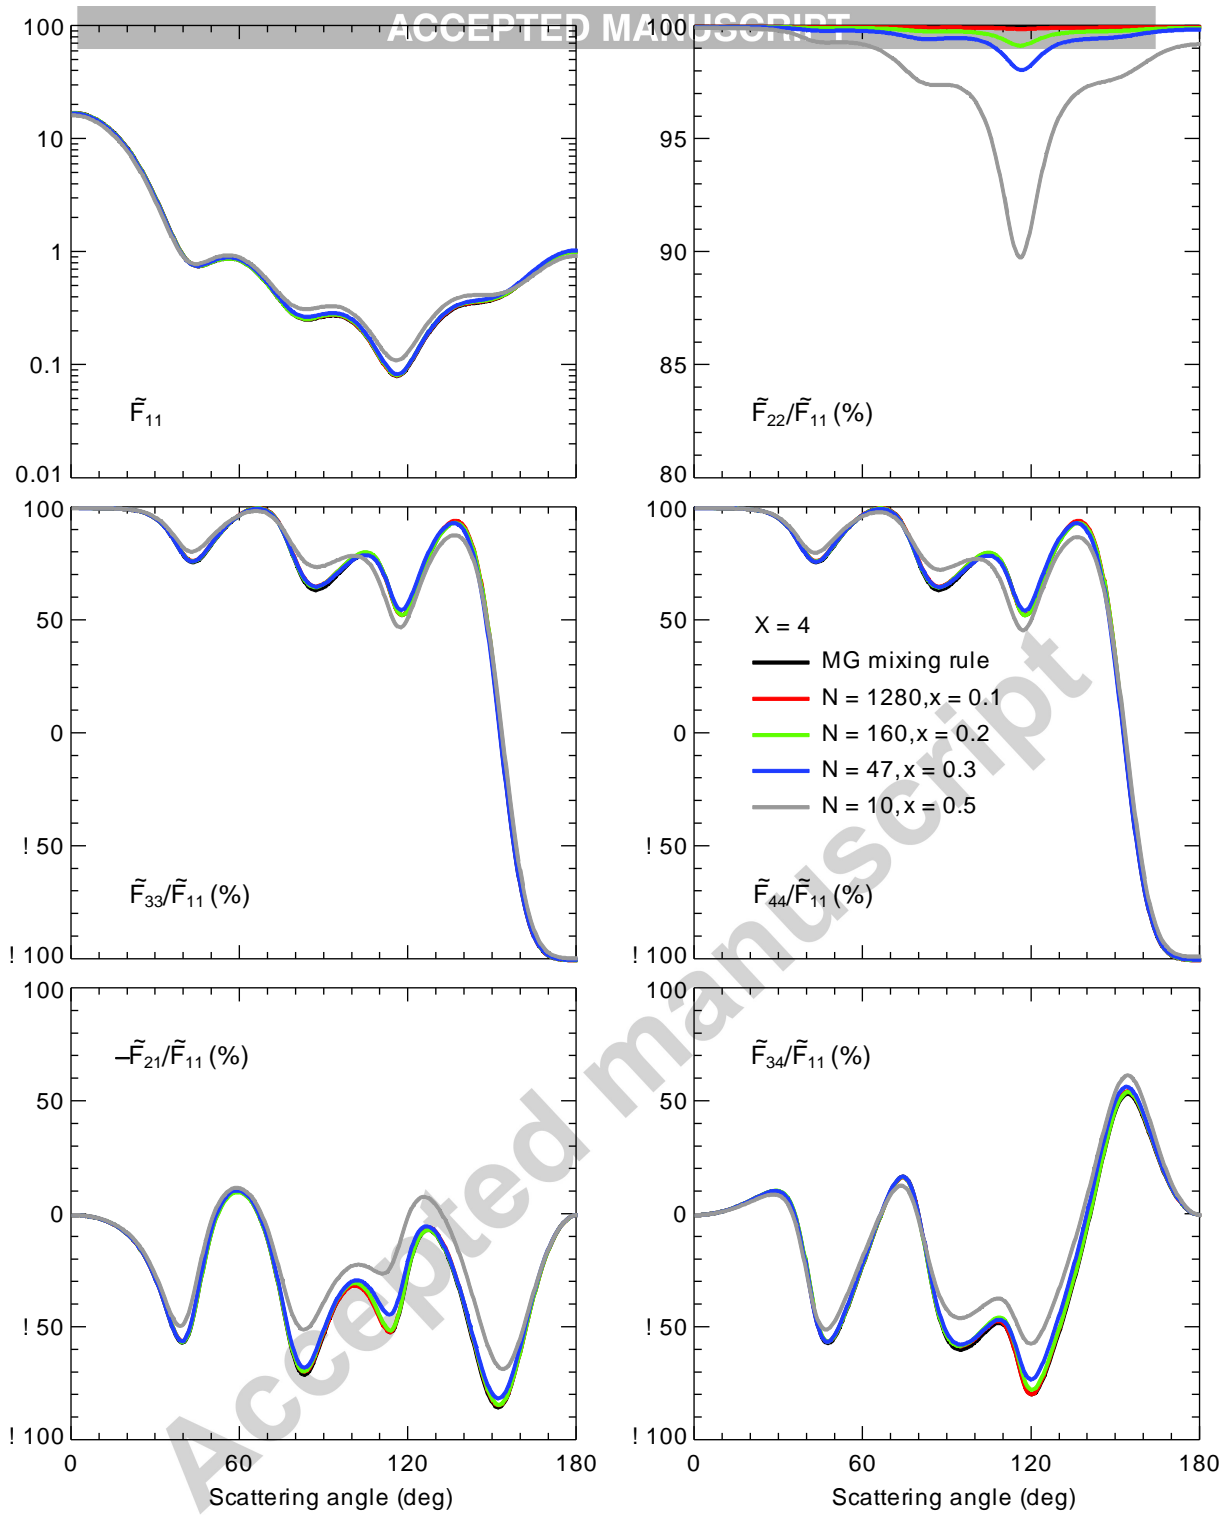 ACCEPTED MANUSCRIPT
100
10
1
0.1
0.01
F̃11
100
95
90
85
80
F̃22/F̃11 (%)
100
50
0
! 50
! 100
F̃33/F̃11 (%)
X = 4
MG mixing rule
N = 1280, x = 0.1
N = 160, x = 0.2
N = 47, x = 0.3
N = 10, x = 0.5
F̃44/F̃11 (%)
100
50
0
! 50
! 100
100
50
0
! 50
! 100
–F̃21/F̃11 (%)
0
60
120
180
Scattering angle (deg)
100
50
0
! 50
! 100
F̃34/F̃11 (%)
0
60
120
180
Scattering angle (deg)
Accepted manuscript